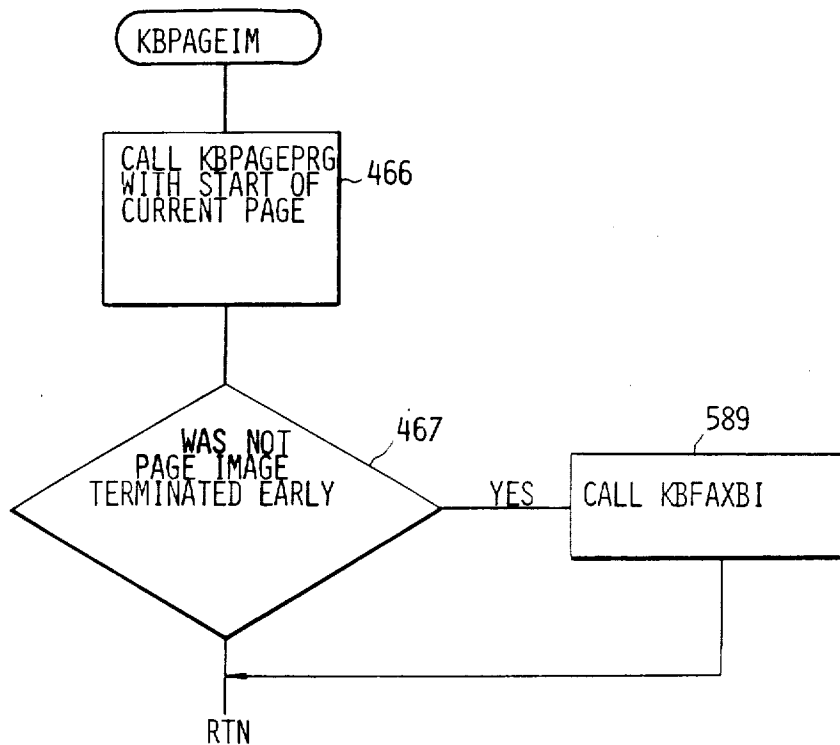 KBPAGEIM
CALL KBPAGEPRG
WITH START OF
CURRENT PAGE
466
WAS NOT
PAGE IMAGE
TERMINATED EARLY
467
YES
589
CALL KBFAXBI
RTN